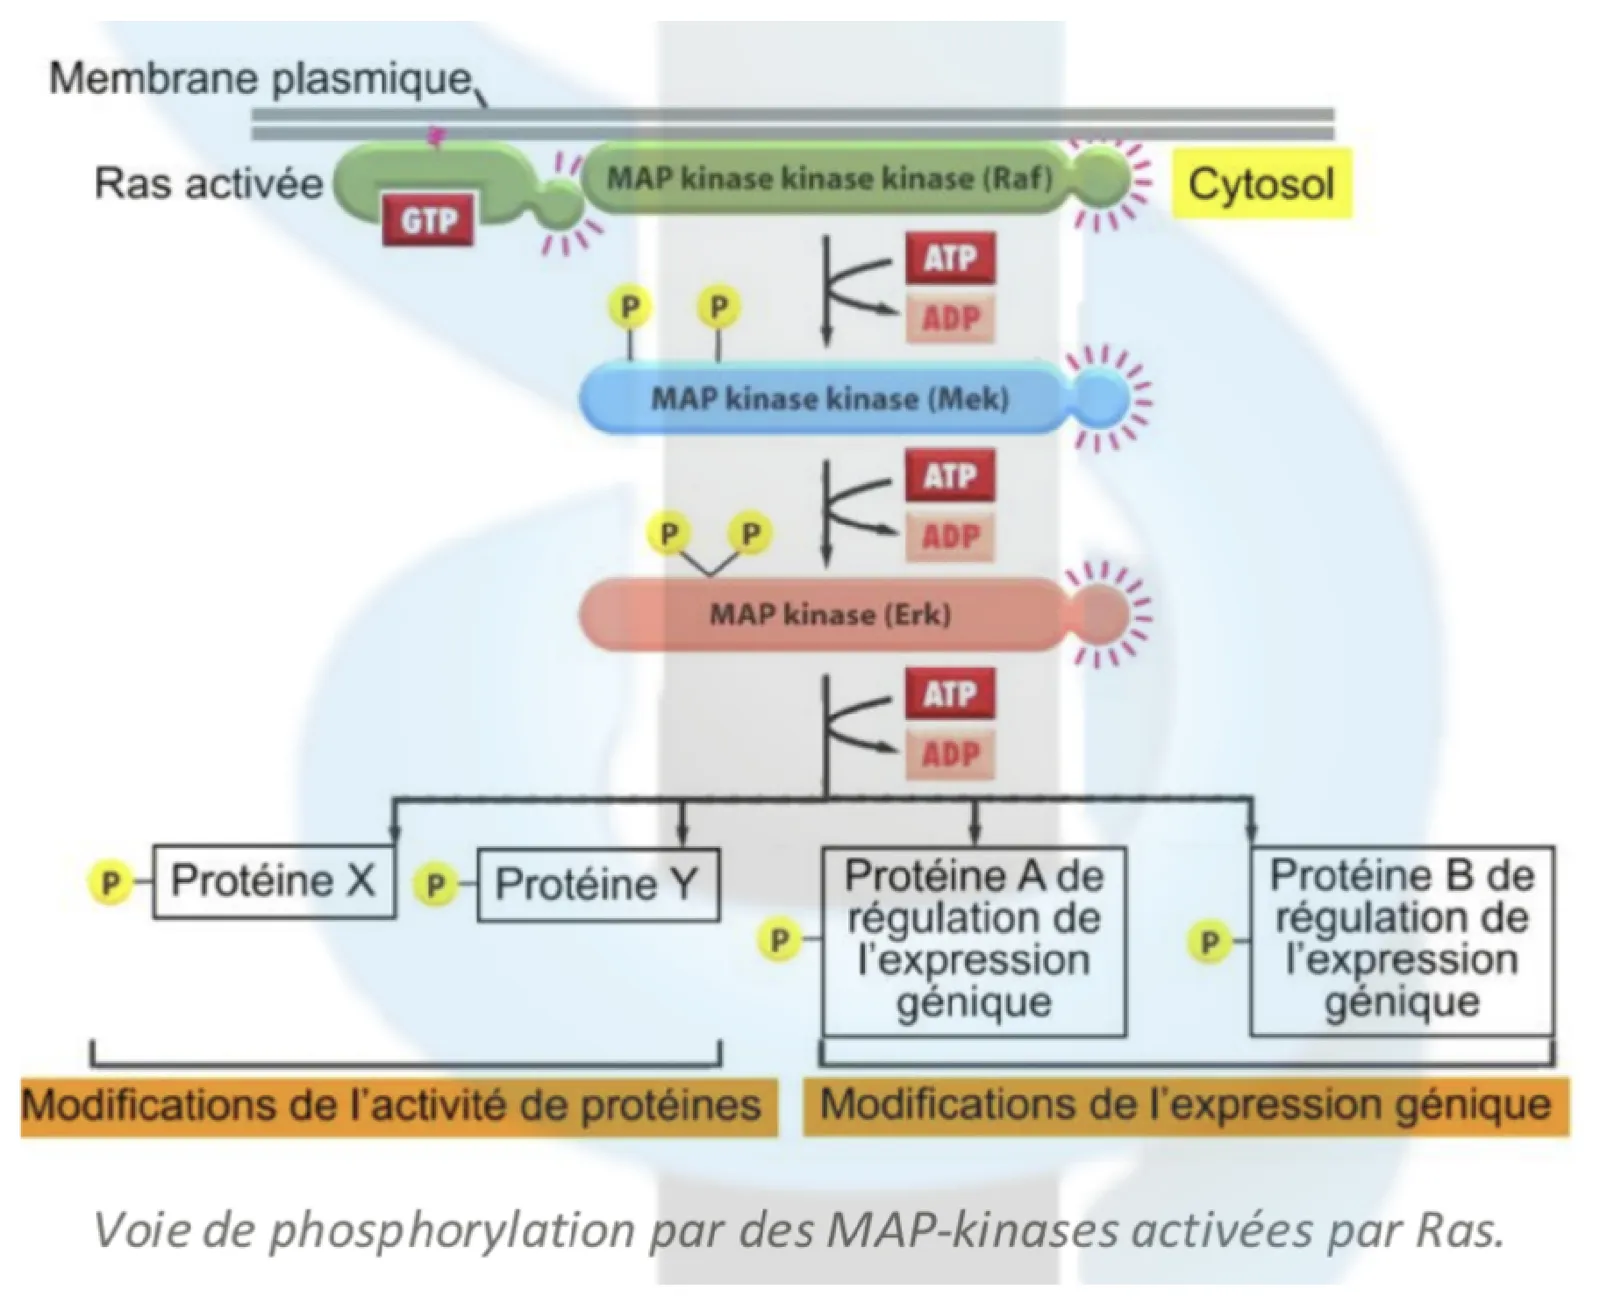 Membrane plasmique
Ras activée
GTP
MAP kinase kinase kinase (Raf)
Cytosol
ATP
ADP
P
P
MAP kinase kinase (Mek)
ATP
ADP
P
P
MAP kinase (Erk)
ATP
ADP
P
Protéine X
P
Protéine Y
P
Protéine A de
régulation de
l'expression
génique
P
Protéine B de
régulation de
l'expression
génique
Modifications de l'activité de protéines
Modifications de l'expression génique
Voie de phosphorylation par des MAP-kinases activées par Ras.